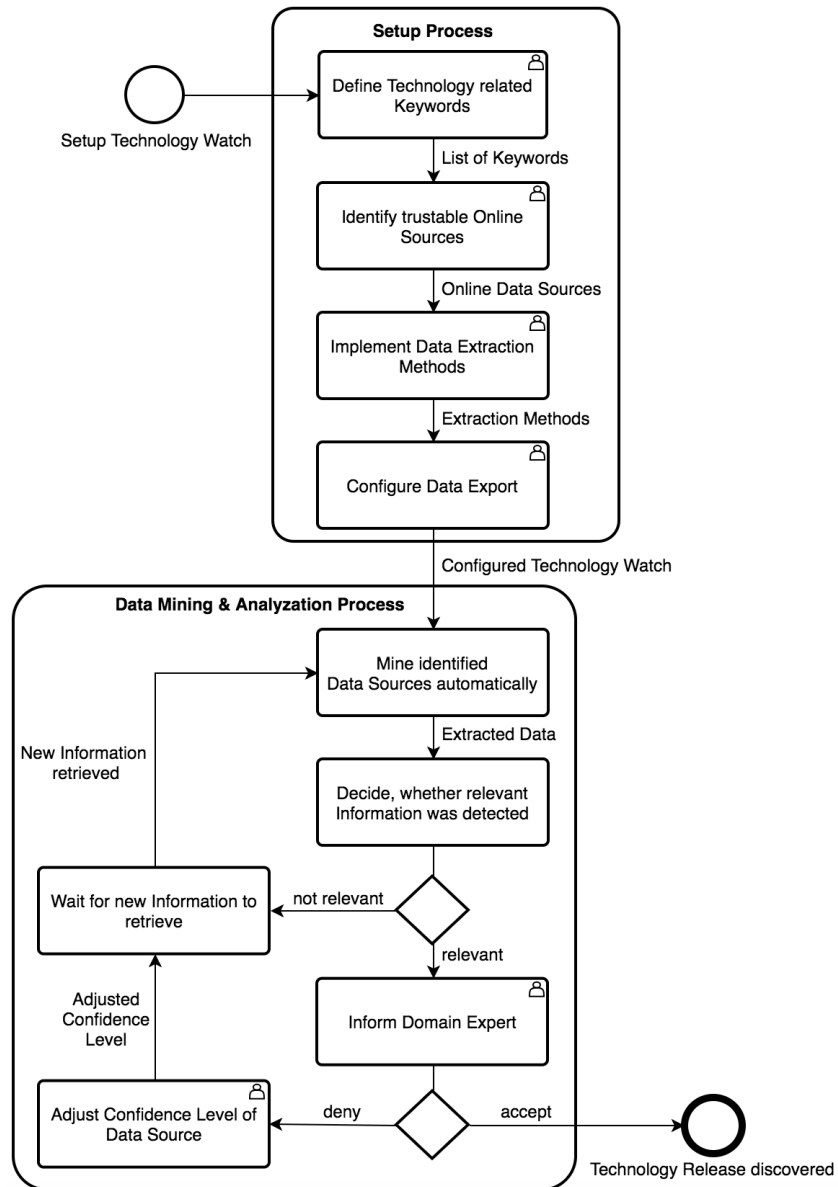 Setup Process
Define Technology related
Keywords
Setup Technology Watch
List of Keywords
Identify trustable Online
Sources
Online Data Sources
Implement Data Extraction
Methods
Extraction Methods
Configure Data Export
Configured Technology Watch
Data Mining & Analyzation Process
Mine identified
Data Sources automatically
Extracted Data
New Information
retrieved
Decide, whether relevant
Information was detected
Wait for new Information to
retrieve
not relevant
relevant
Adjusted
Confidence
Level
Inform Domain Expert
Adjust Confidence Level of
Data Source
deny
accept
Technology Release discovered